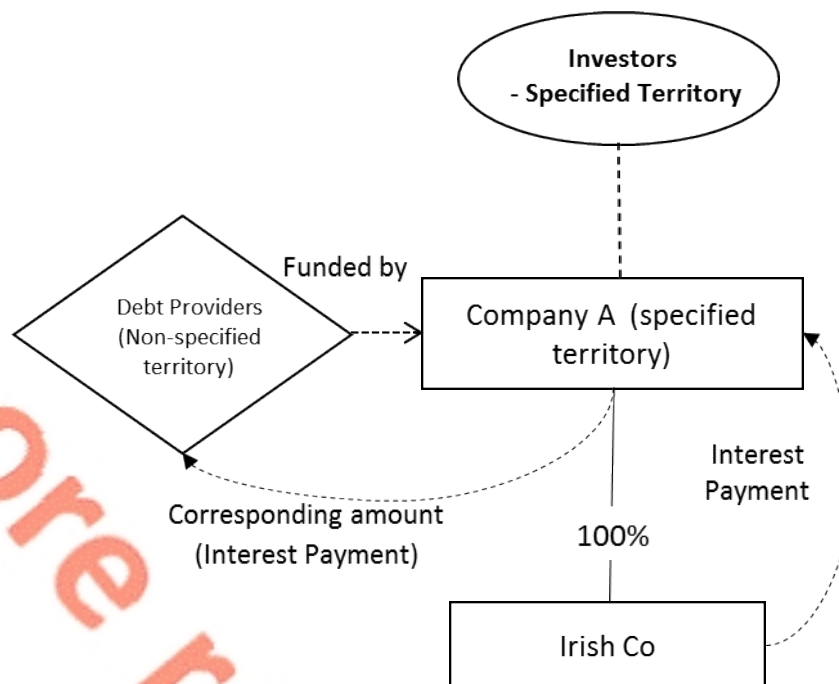 Investors
- Specified Territory
Funded by
Debt Providers
(Non-specified
territory)
Company A (specified
territory)
Interest
Payment
Corresponding amount
(Interest Payment)
100%
Irish Co
ore